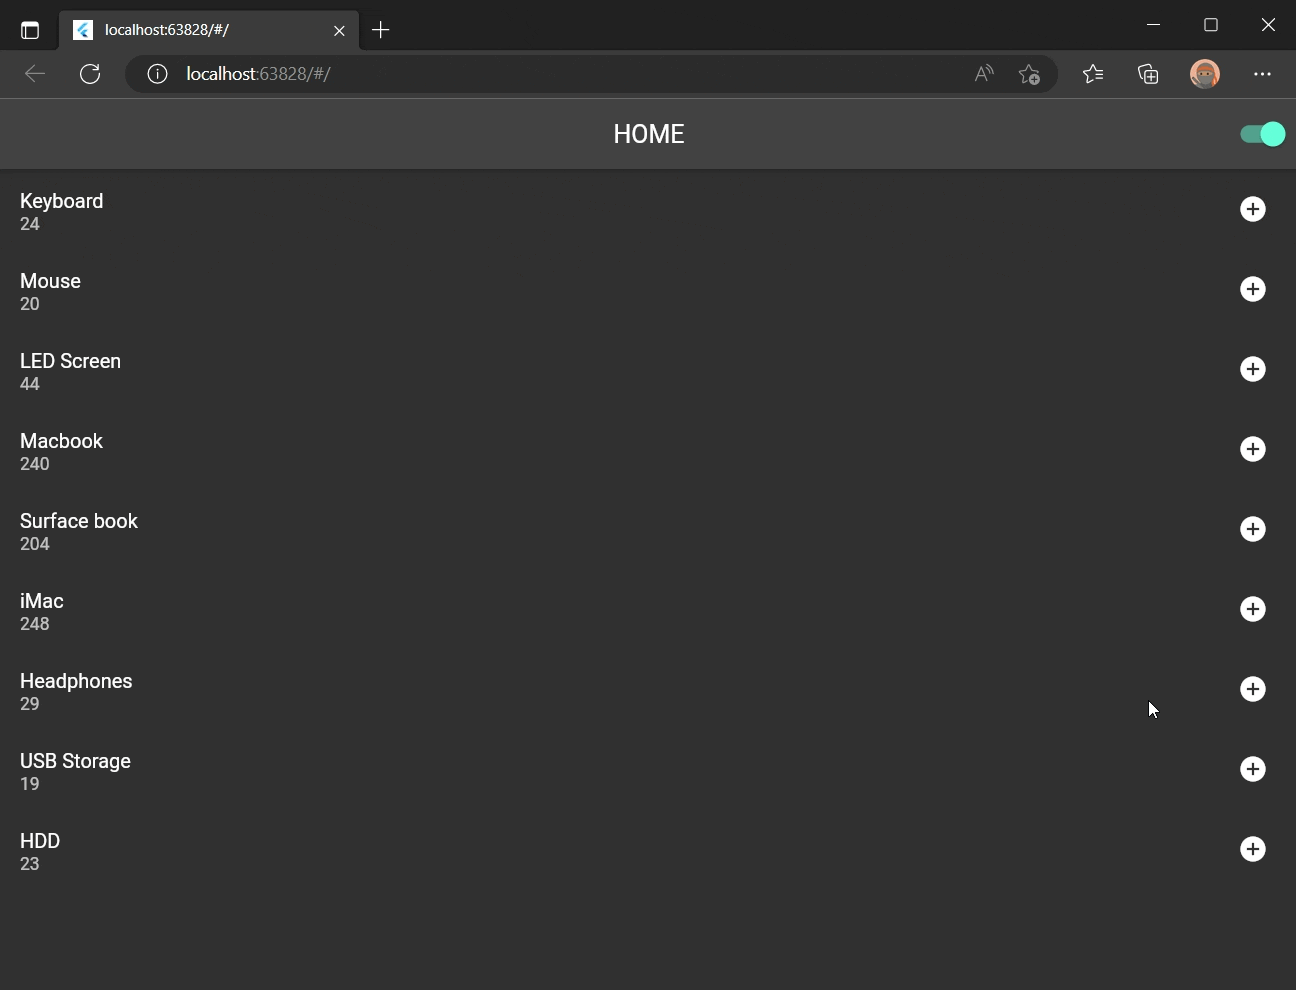 localhost:63828/#/
localhost:63828/#/
HOME
Keyboard
24
Mouse
20
LED Screen
44
Macbook
240
Surface book
204
iMac
248
Headphones
29
USB Storage
19
HDD
23